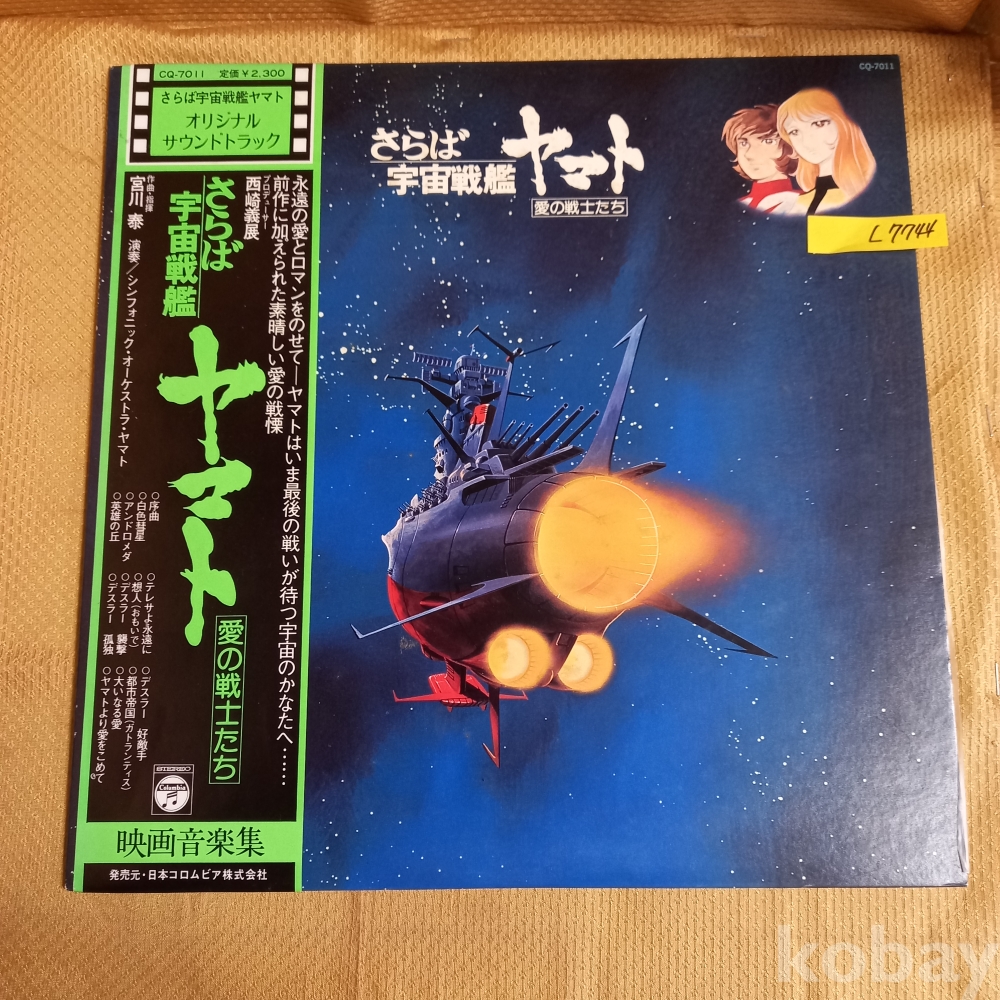 CQ-7011 定価¥2,300
さらば宇宙戦艦ヤマト
オリジナル
サウンドトラック
永遠の愛とロマンをのせて―ヤマトはいま最後の戦いが待つ宇宙のかなたへ……
前作に加えられた素晴しい愛の戦慄
プロデューサー
西崎義展
さらば
宇宙戦艦
ヤマト
愛の戦士たち
作曲・指揮
宮川 泰 演奏/シンフォニック・オーケストラ・ヤマト
○序曲
○白色彗星
○アンドロメダ
○英雄の丘
○テレサよ永遠に
○想人(おもいで)
○デスラー 襲撃
○デスラー 孤独
○デスラー 好敵手
○都市帝国(ガトランティス)
○大いなる愛
○ヤマトより愛をこめて
STEREO
Columbia
映画音楽集
発売元・日本コロムビア株式会社
CQ-7011
さらば
宇宙戦艦
ヤマト
愛の戦士たち
L7744
kobay